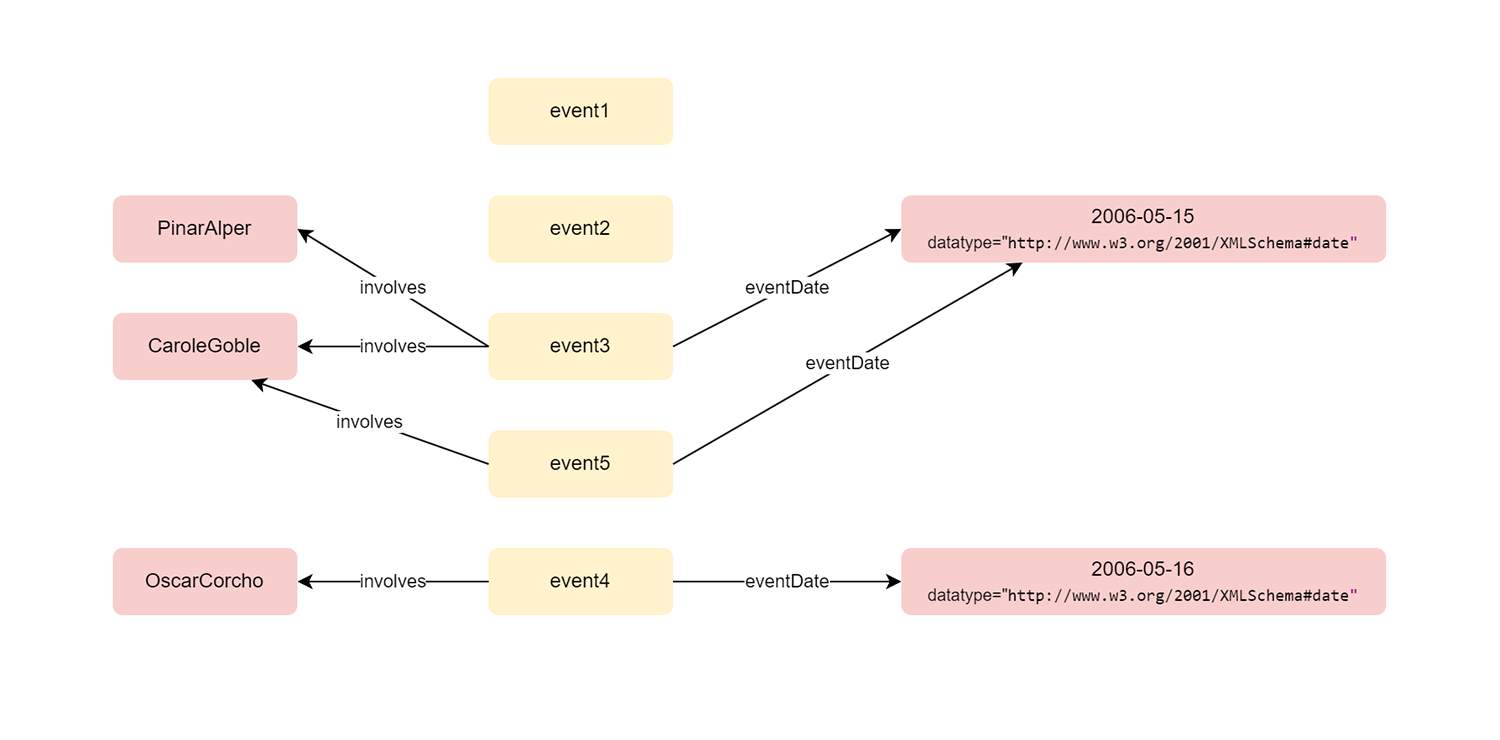 event1
PinarAlper
event2
2006-05-15
datatype="http://www.w3.org/2001/XMLSchema#date"
involves
eventDate
CaroleGoble
involves
event3
eventDate
involves
event5
OscarCorcho
involves
event4
eventDate
2006-05-16
datatype="http://www.w3.org/2001/XMLSchema#date"